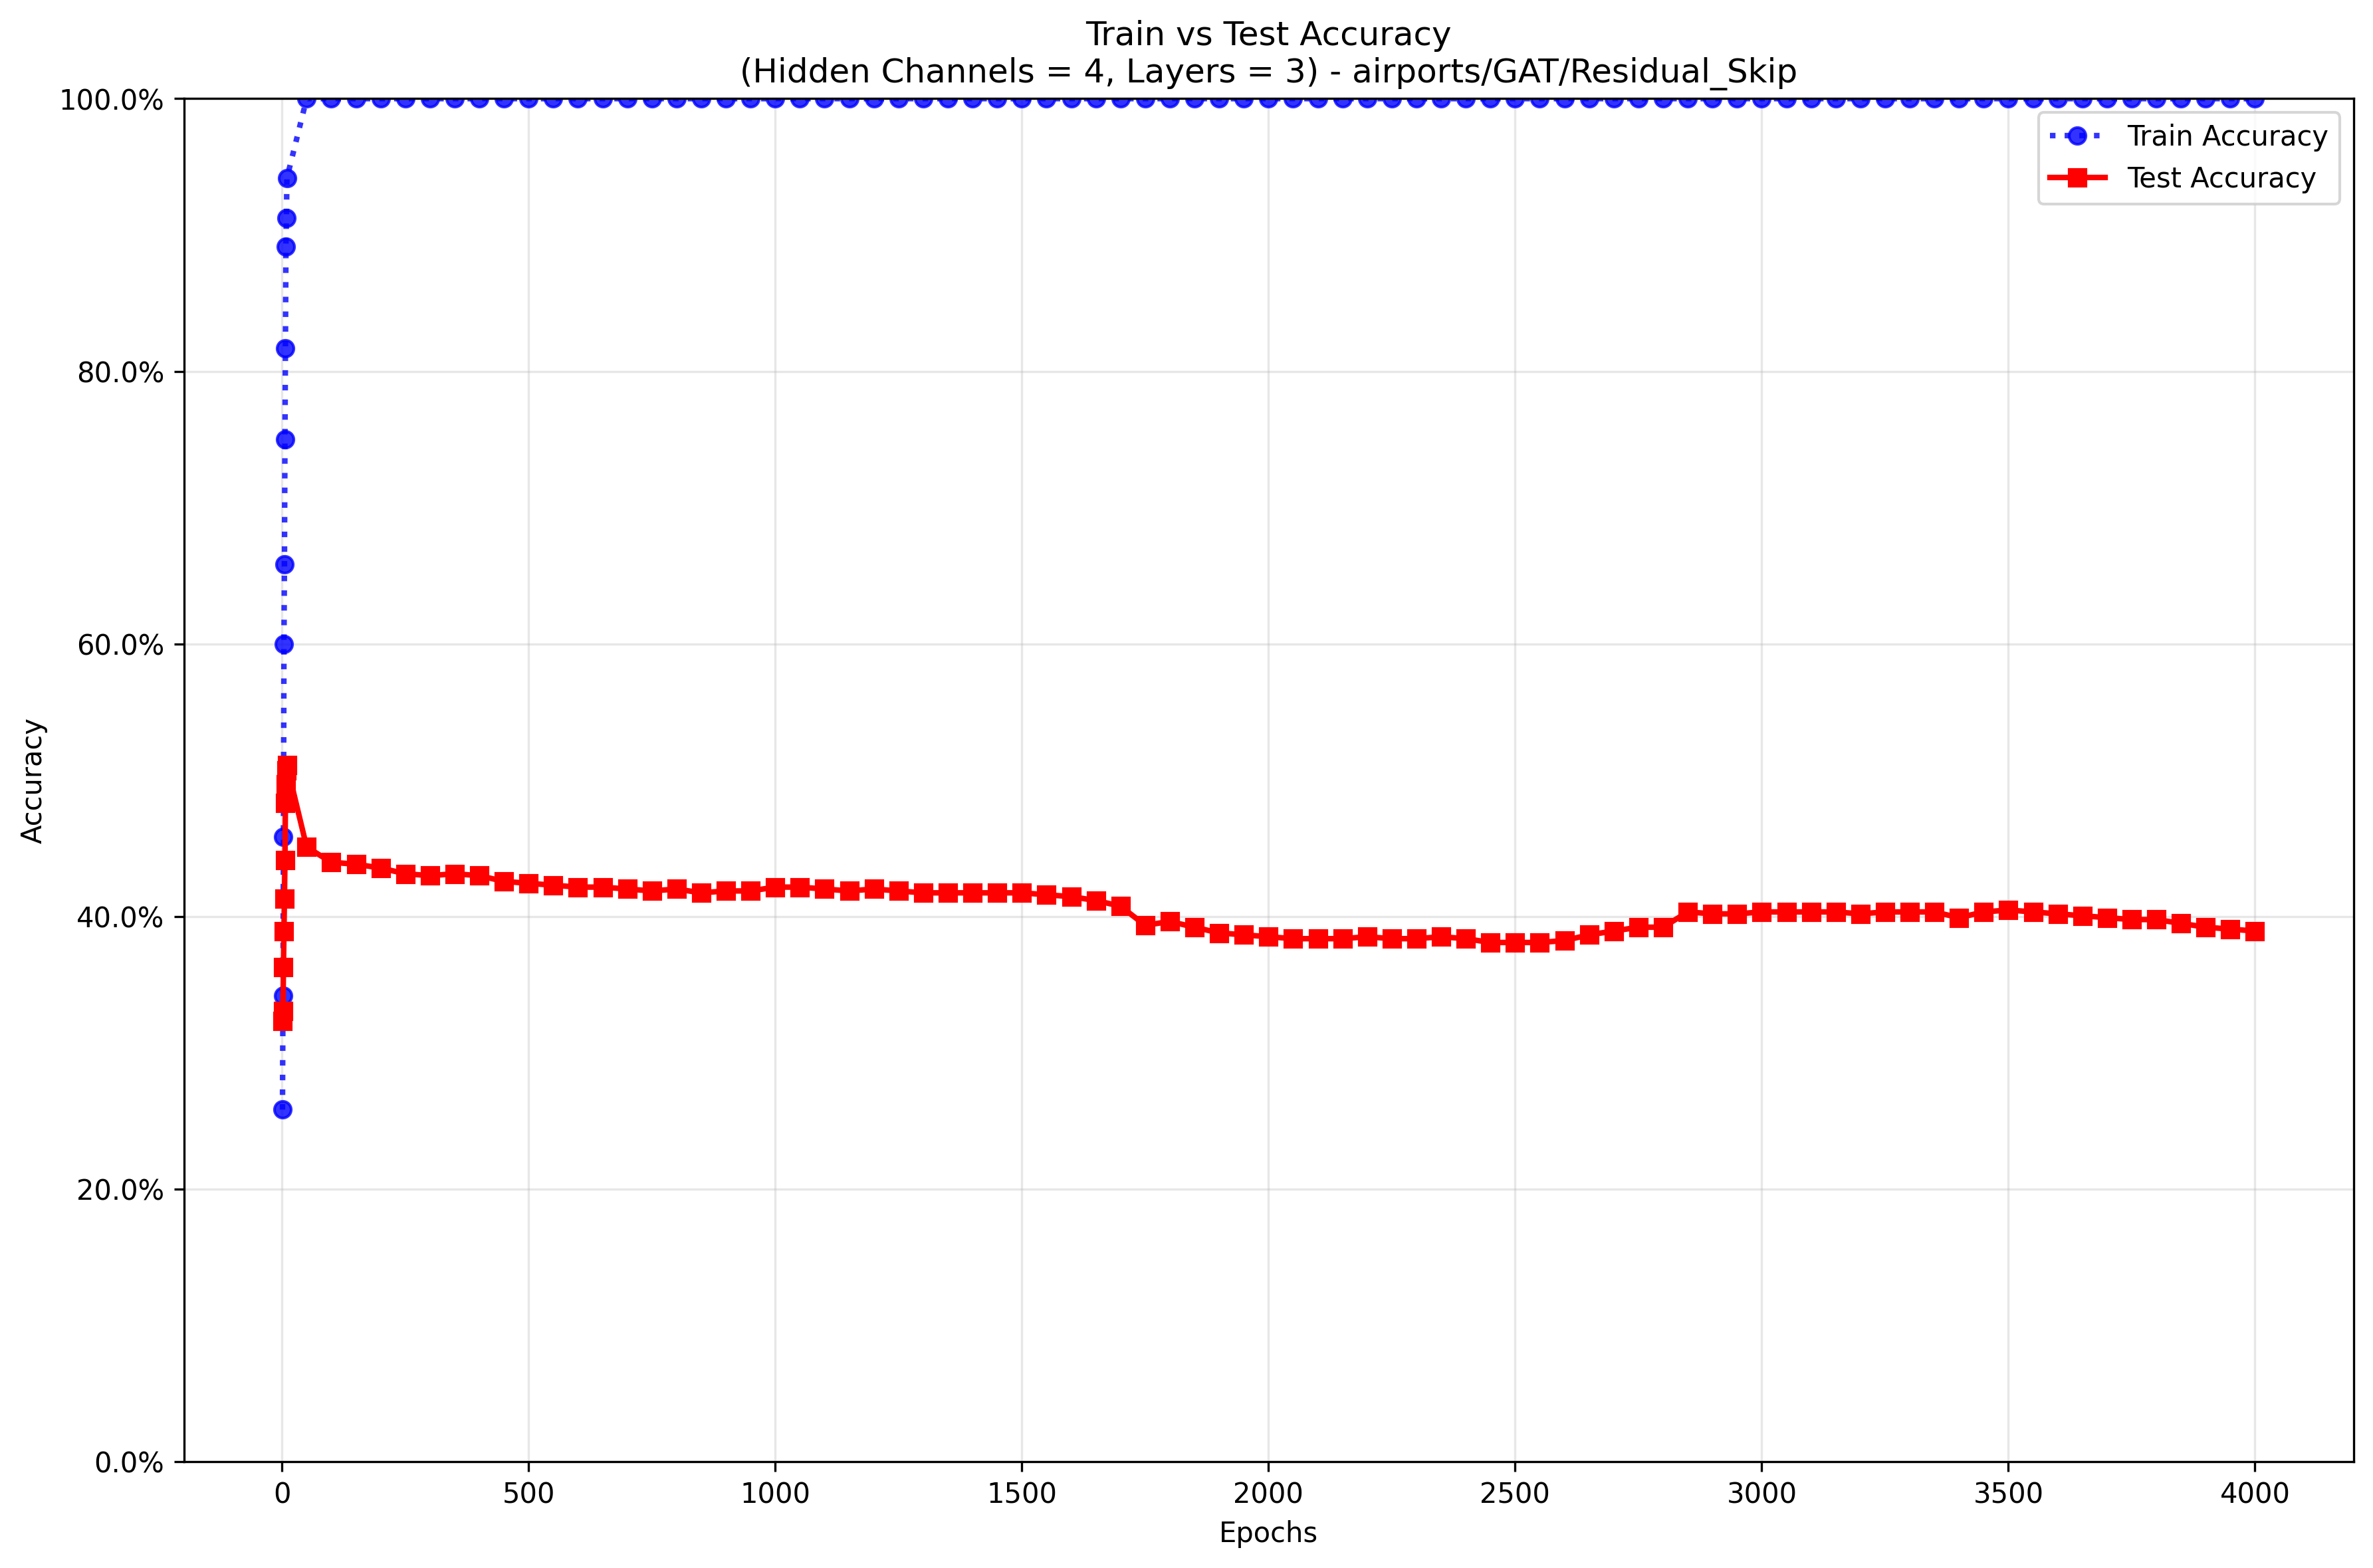 Train vs Test Accuracy
(Hidden Channels = 4, Layers = 3) - airports/GAT/Residual_Skip
100.0%
80.0%
60.0%
40.0%
20.0%
0.0%
Accuracy
Train Accuracy
Test Accuracy
0 500 1000 1500 2000 2500 3000 3500 4000
Epochs